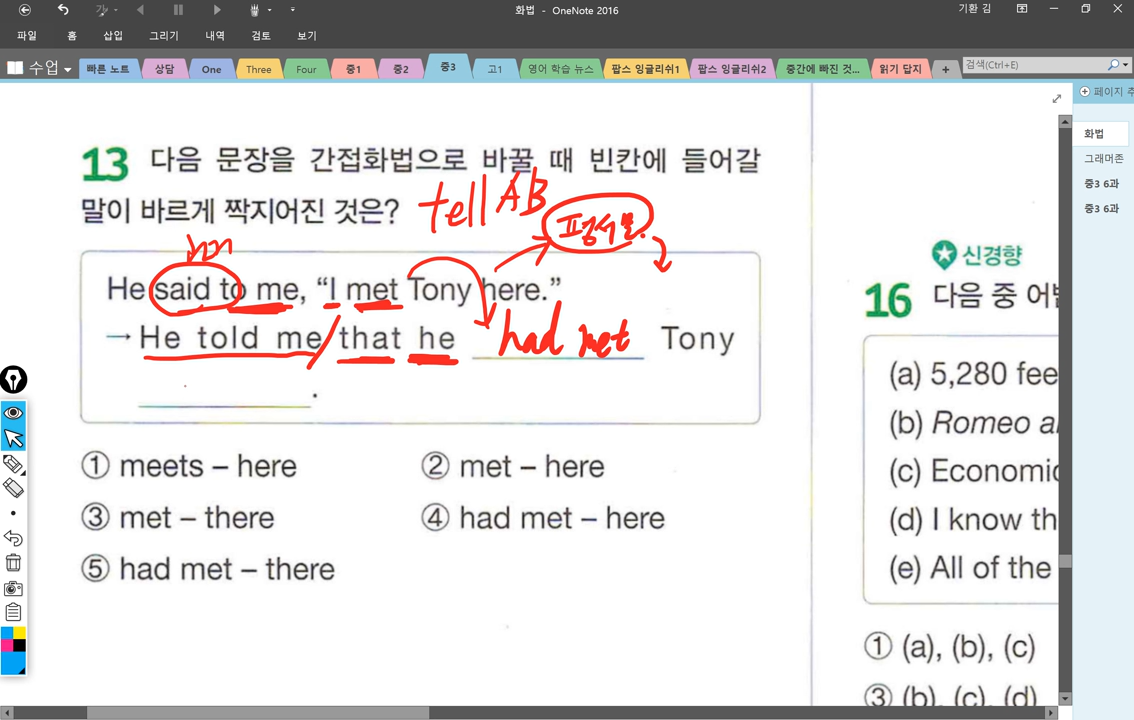 화법 - OneNote 2016
기환 김
파일 홈 삽입 그리기 내역 검토 보기
수업 빠른 노트 상담 One Three Four 중1 중2 중3 고1 영어 학습 뉴스 팝스 잉글리쉬1 팝스 잉글리쉬2 중간에 빠진 것... 읽기 답지 + 검색(Ctrl+E)
페이지 추
화법
그래머존
중3 6과
중3 6과
13 다음 문장을 간접화법으로 바꿀 때 빈칸에 들어갈
말이 바르게 짝지어진 것은?
tell AB
He said to me, “I met Tony here.”
→ He told me that he had met Tony
.
① meets – here
② met – here
③ met – there
④ had met – here
⑤ had met – there
신경향
16 다음 중 어법
(a) 5,280 fee
(b) Romeo a
(c) Economic
(d) I know th
(e) All of the
① (a), (b), (c)
③ (b), (c), (d)